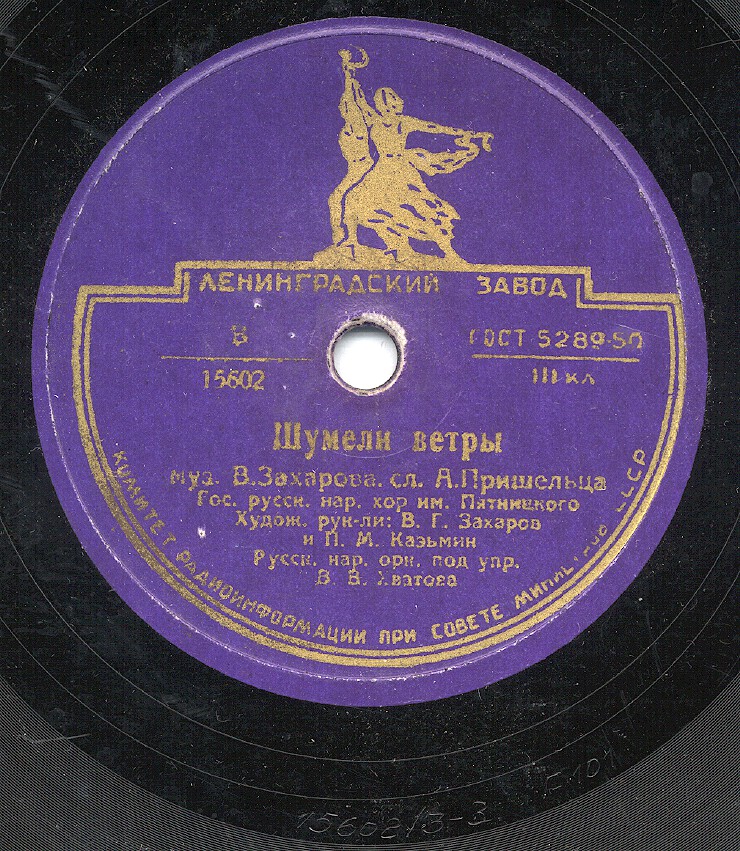 ЛЕНИНГРАДСКИЙ ЗАВОД
В
15602
ГОСТ 5289-50
III кл
Шумели ветры
муз. В.Захарова. сл. А.Пришельца
Гос. русск. нар. хор им. Пятницкого
Худож. рук-ли: В. Г. Захаров
и П. М. Казьмин
Русск. нар. орк. под упр.
В. В. Хватова
КОМИТЕТ РАДИОИНФОРМАЦИИ ПРИ СОВЕТЕ МИНИСТРОВ СССР
15602/3-3